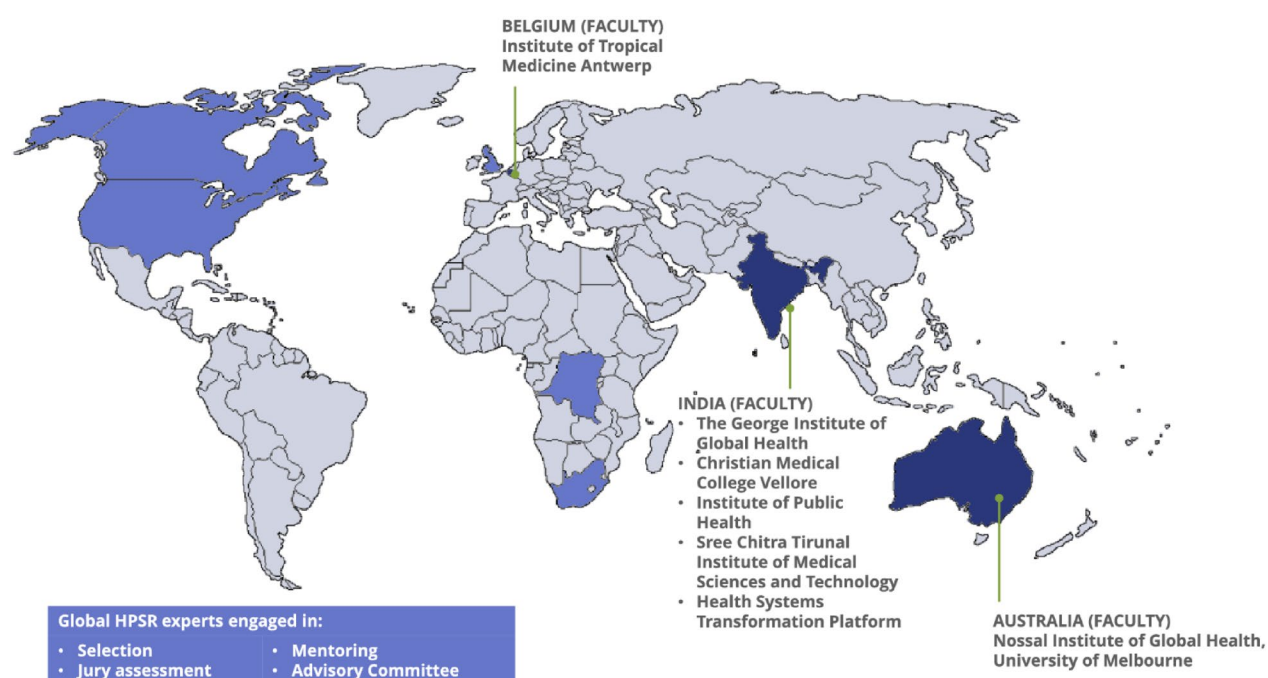 BELGIUM (FACULTY)
Institute of Tropical
Medicine Antwerp
INDIA (FACULTY)
• The George Institute of
Global Health
• Christian Medical
College Vellore
• Institute of Public
Health
• Sree Chitra Tirunal
Institute of Medical
Sciences and Technology
• Health Systems
Transformation Platform
AUSTRALIA (FACULTY)
Nossal Institute of Global Health,
University of Melbourne
Global HPSR experts engaged in:
• Selection
• Jury assessment
• Mentoring
• Advisory Committee